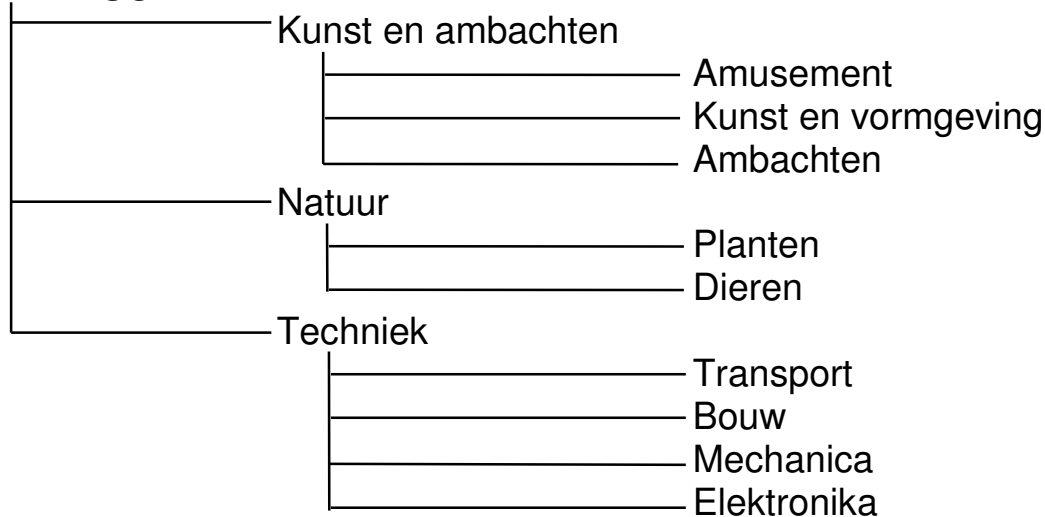 Kunst en ambachten
Amusement
Kunst en vormgeving
Ambachten
Natuur
Planten
Dieren
Techniek
Transport
Bouw
Mechanica
Elektronika